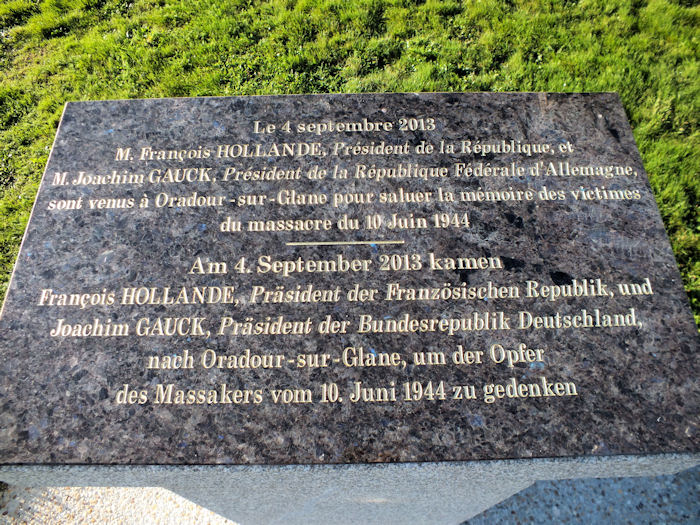 Le 4 septembre 2013
M. François HOLLANDE, Président de la République, et
M. Joachim GAUCK, Président de la République Fédérale d'Allemagne,
sont venus à Oradour-sur-Glane pour saluer la mémoire des victimes
du massacre du 10 Juin 1944
Am 4. September 2013 kamen
François HOLLANDE, Präsident der Französischen Republik, und
Joachim GAUCK, Präsident der Bundesrepublik Deutschland,
nach Oradour-sur-Glane, um der Opfer
des Massakers vom 10. Juni 1944 zu gedenken